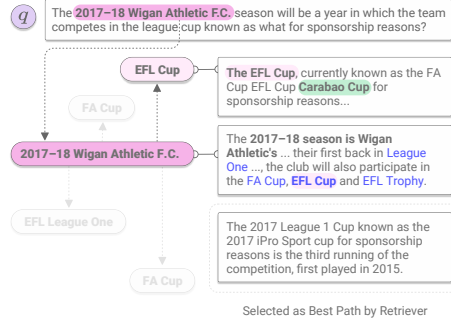 q
The 2017–18 Wigan Athletic F.C. season will be a year in which the team
competes in the league cup known as what for sponsorship reasons?
EFL Cup
The EFL Cup, currently known as the FA
Cup EFL Cup Carabao Cup for
sponsorship reasons...
FA Cup
2017–18 Wigan Athletic F.C.
The 2017–18 season is Wigan
Athletic's ... their first back in League
One ..., the club will also participate in
the FA Cup, EFL Cup and EFL Trophy.
EFL League One
FA Cup
The 2017 League 1 Cup known as the
2017 iPro Sport cup for sponsorship
reasons is the third running of the
competition, first played in 2015.
Selected as Best Path by Retriever